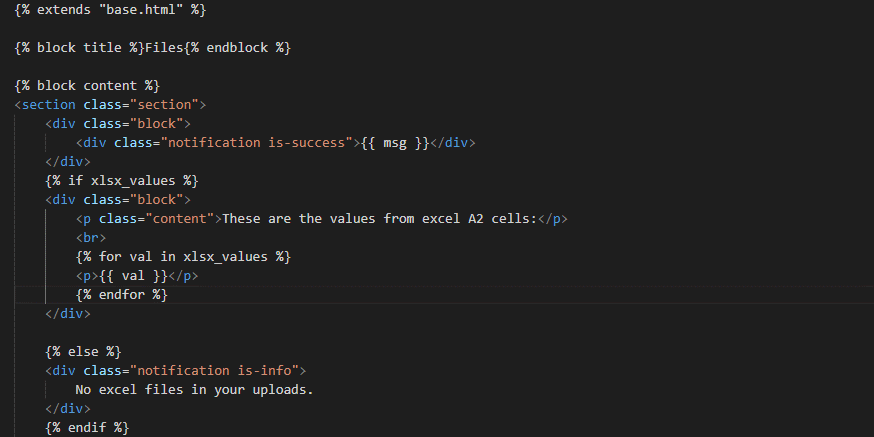 {% extends "base.html" %}
{% block title %}Files{% endblock %}
{% block content %}
<section class="section">
<div class="block">
<div class="notification is-success">{{ msg }}</div>
</div>
{% if xlsx_values %}
<div class="block">
<p class="content">These are the values from excel A2 cells:</p>
<br>
{% for val in xlsx_values %}
<p>{{ val }}</p>
{% endfor %}
</div>
{% else %}
<div class="notification is-info">
No excel files in your uploads.
</div>
{% endif %}